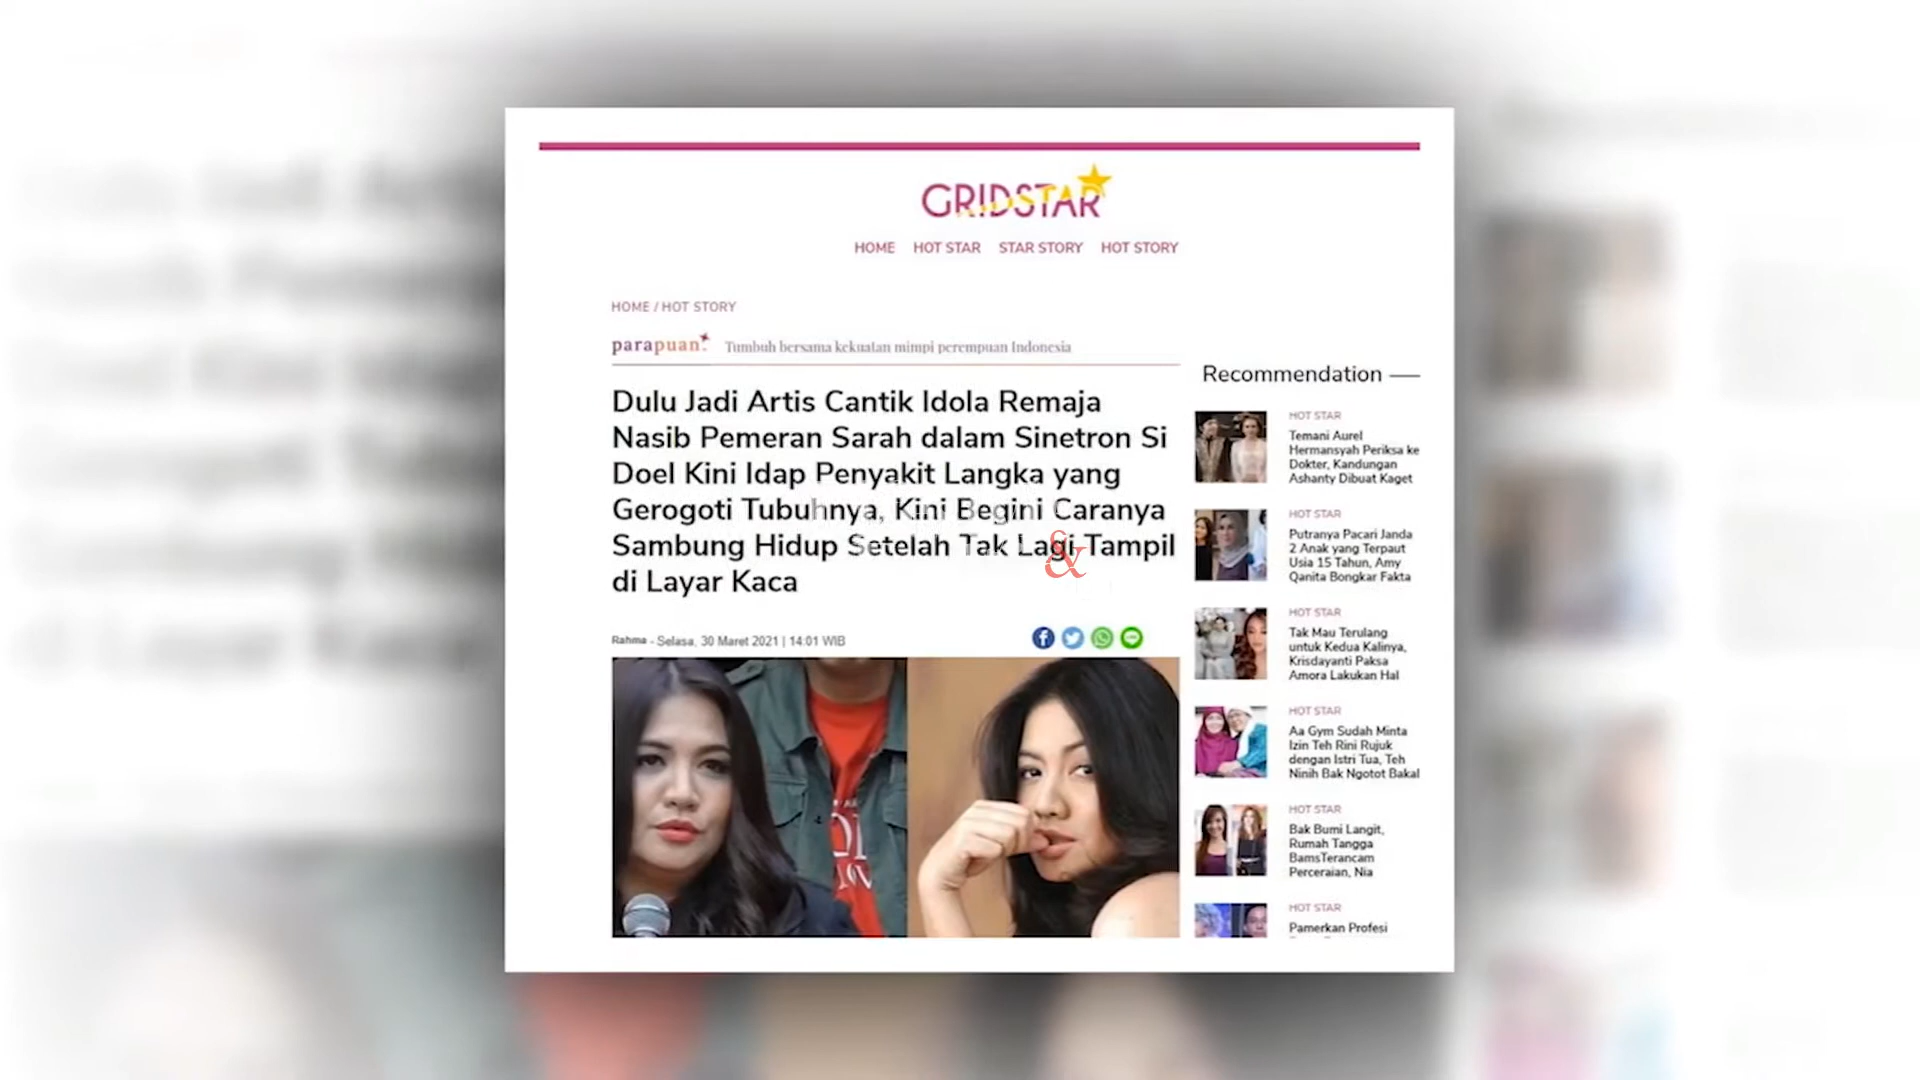 GRIDSTAR
HOME HOT STAR STAR STORY HOT STORY
HOME / HOT STORY
parapuan. Tumbuh bersama kekuatan mimpi perempuan Indonesia
Dulu Jadi Artis Cantik Idola Remaja
Nasib Pemeran Sarah dalam Sinetron Si
Doel Kini Idap Penyakit Langka yang
Gerogoti Tubuhnya, Kini Begini Caranya
Sambung Hidup Setelah Tak Lagi Tampil
di Layar Kaca
&
Rahma - Selasa, 30 Maret 2021 | 14:01 WIB
Recommendation
HOT STAR
Temani Aurel
Hermansyah Periksa ke
Dokter, Kandungan
Ashanty Dibuat Kaget
HOT STAR
Putranya Pacari Janda
2 Anak yang Terpaut
Usia 15 Tahun, Amy
Qanita Bongkar Fakta
HOT STAR
Tak Mau Terulang
untuk Kedua Kalinya,
Krisdayanti Paksa
Amora Lakukan Hal
HOT STAR
Aa Gym Sudah Minta
Izin Teh Rini Rujuk
dengan Istri Tua, Teh
Ninih Bak Ngotot Bakal
HOT STAR
Bak Bumi Langit,
Rumah Tangga
BamsTerancam
Perceraian, Nia
HOT STAR
Pamerkan Profesi